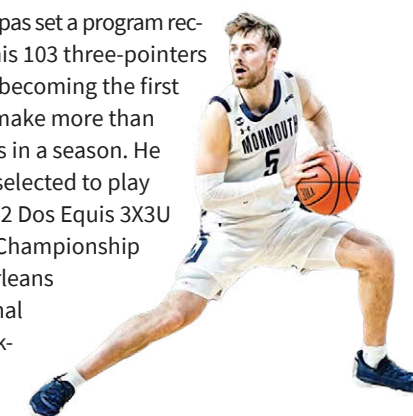 pas set a program rec-
his 103 three-pointers
becoming the first
make more than
s in a season. He
selected to play
2 Dos Equis 3X3U
Championship
rleans
nal
k-
MONMOUTH
5